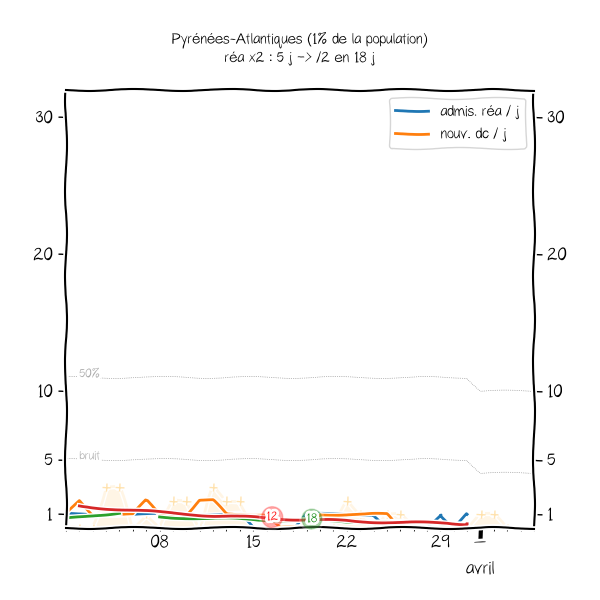 Pyrénées-Atlantiques (1% de la population)
réa x2 : 5 j -> /2 en 18 j
admis. réa / j
nouv. dc / j
30 30
20 20
50%
10 10
bruit
5 5
12 18
1 1
08 15 22 29 1
avril